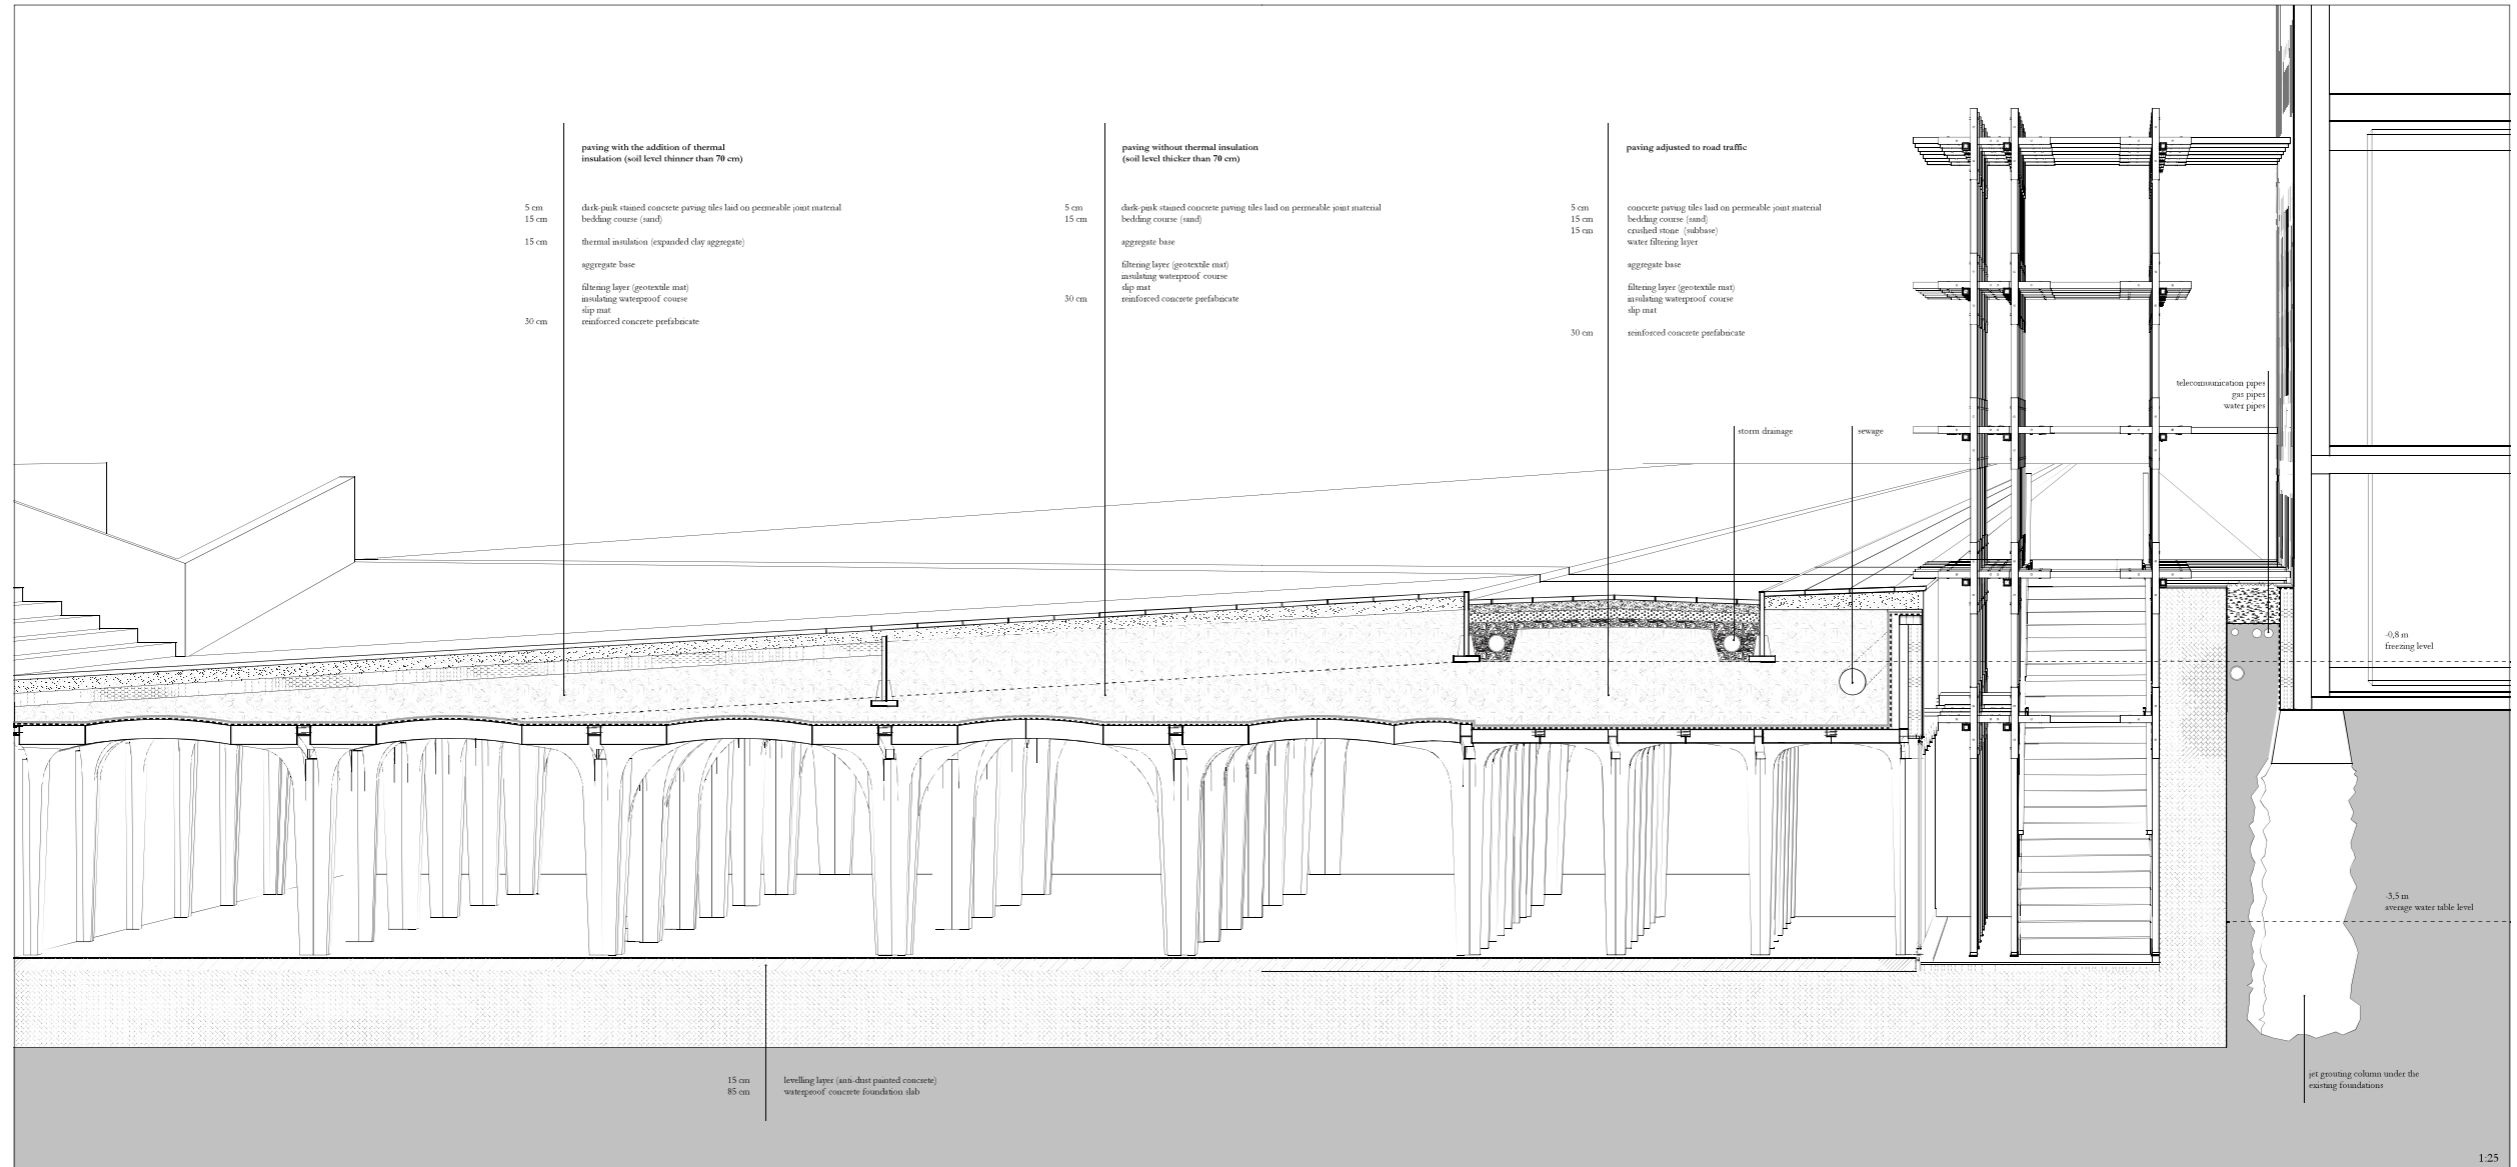 paving with the addition of thermal
insulation (soil level thinner than 70 cm)
5 cm dark-pink stained concrete paving tiles laid on permeable joint material
15 cm bedding course (sand)
15 cm thermal insulation (expanded clay aggregate)
aggregate base
filtering layer (geotextile mat)
insulating waterproof course
slip mat
30 cm reinforced concrete prefabricate
paving without thermal insulation
(soil level thicker than 70 cm)
5 cm dark-pink stained concrete paving tiles laid on permeable joint material
15 cm bedding course (sand)
aggregate base
filtering layer (geotextile mat)
insulating waterproof course
slip mat
30 cm reinforced concrete prefabricate
paving adjusted to road traffic
5 cm concrete paving tiles laid on permeable joint material
15 cm bedding course (sand)
15 cm crushed stone (subbase)
water filtering layer
aggregate base
filtering layer (geotextile mat)
insulating waterproof course
slip mat
30 cm reinforced concrete prefabricate
telecomunication pipes
gas pipes
water pipes
storm drainage
sewage
-0,8 m
freezing level
-3,5 m
average water table level
15 cm levelling layer (anti-dust painted concrete)
85 cm waterproof concrete foundation slab
jet grouting column under the
existing foundations
1:25